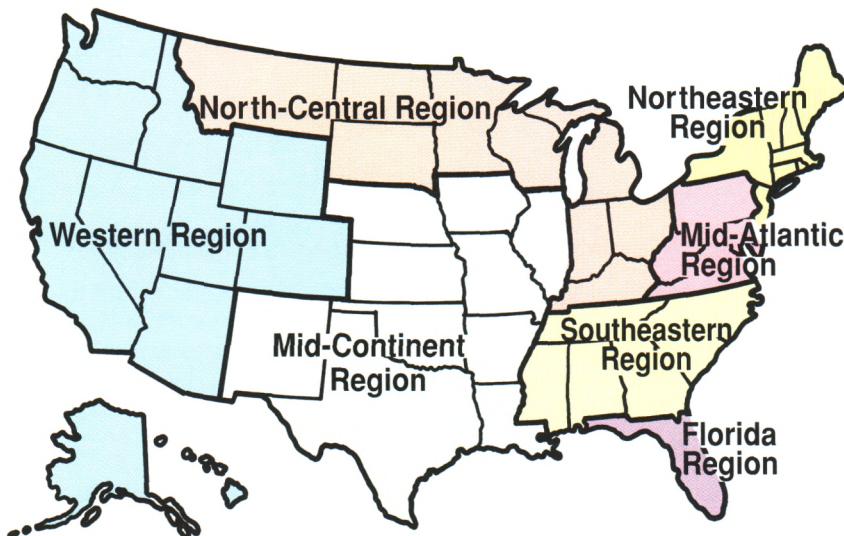 North-Central Region
Northeastern
Region
Western Region
Mid-Atlantic
Region
Mid-Continent
Region
Southeastern
Region
Florida
Region